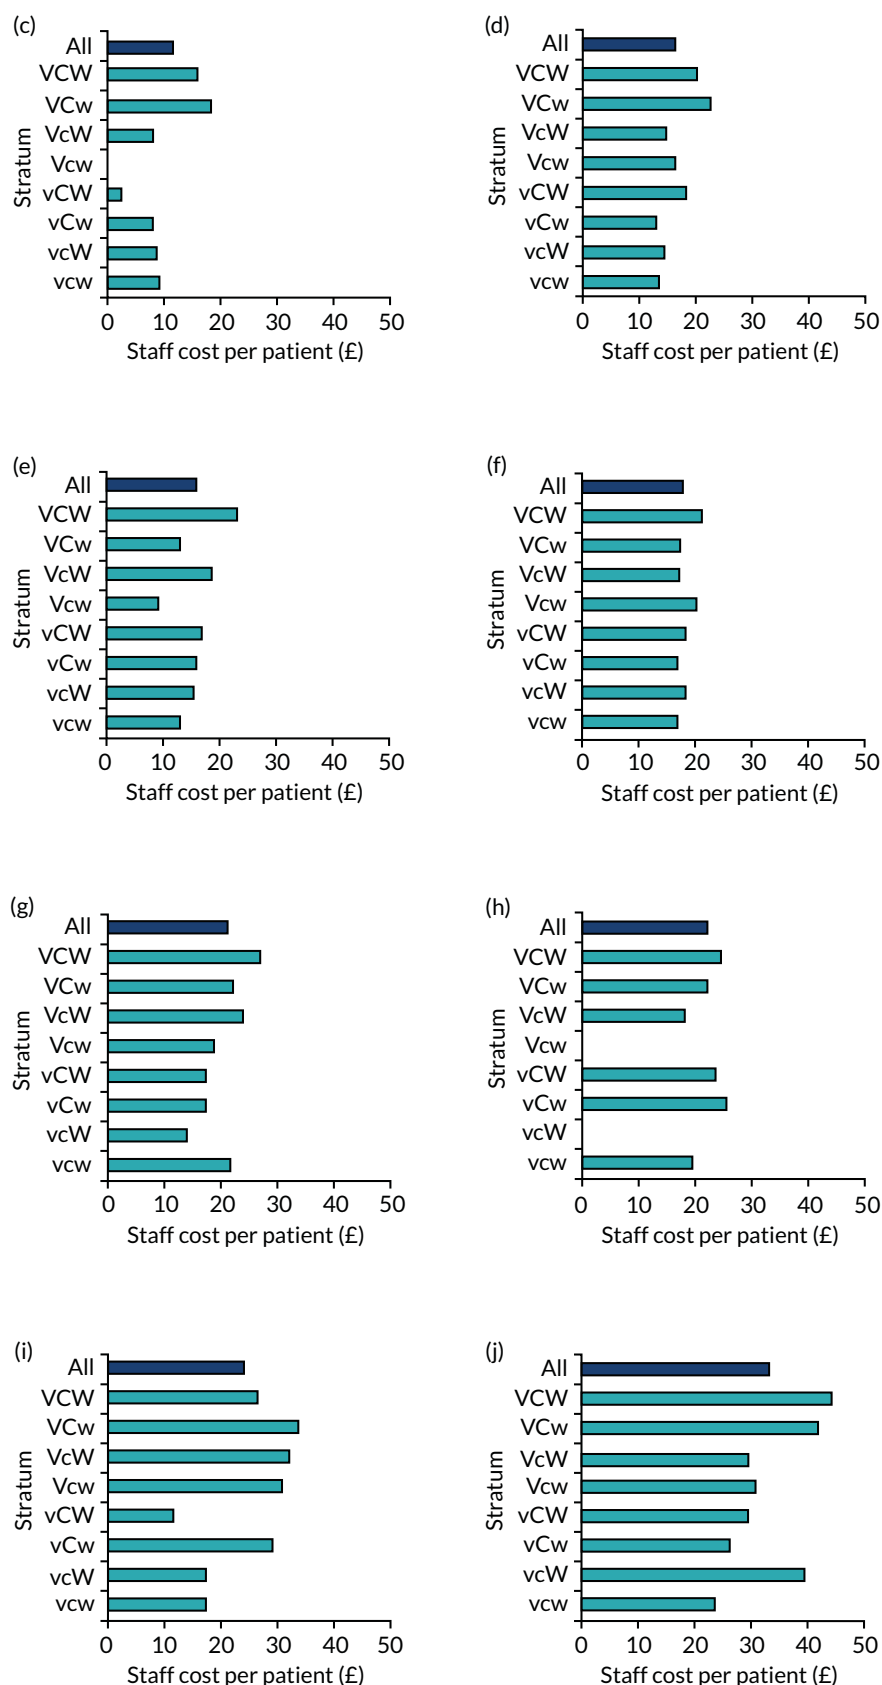 (c)
All
VCW
VCw
VcW
Vcw
vCW
vCw
vcW
vcw
Stratum
0 10 20 30 40 50
Staff cost per patient (£)
(d)
All
VCW
VCw
VcW
Vcw
vCW
vCw
vcW
vcw
Stratum
0 10 20 30 40 50
Staff cost per patient (£)
(e)
All
VCW
VCw
VcW
Vcw
vCW
vCw
vcW
vcw
Stratum
0 10 20 30 40 50
Staff cost per patient (£)
(f)
All
VCW
VCw
VcW
Vcw
vCW
vCw
vcW
vcw
Stratum
0 10 20 30 40 50
Staff cost per patient (£)
(g)
All
VCW
VCw
VcW
Vcw
vCW
vCw
vcW
vcw
Stratum
0 10 20 30 40 50
Staff cost per patient (£)
(h)
All
VCW
VCw
VcW
Vcw
vCW
vCw
vcW
vcw
Stratum
0 10 20 30 40 50
Staff cost per patient (£)
(i)
All
VCW
VCw
VcW
Vcw
vCW
vCw
vcW
vcw
Stratum
0 10 20 30 40 50
Staff cost per patient (£)
(j)
All
VCW
VCw
VcW
Vcw
vCW
vCw
vcW
vcw
Stratum
0 10 20 30 40 50
Staff cost per patient (£)